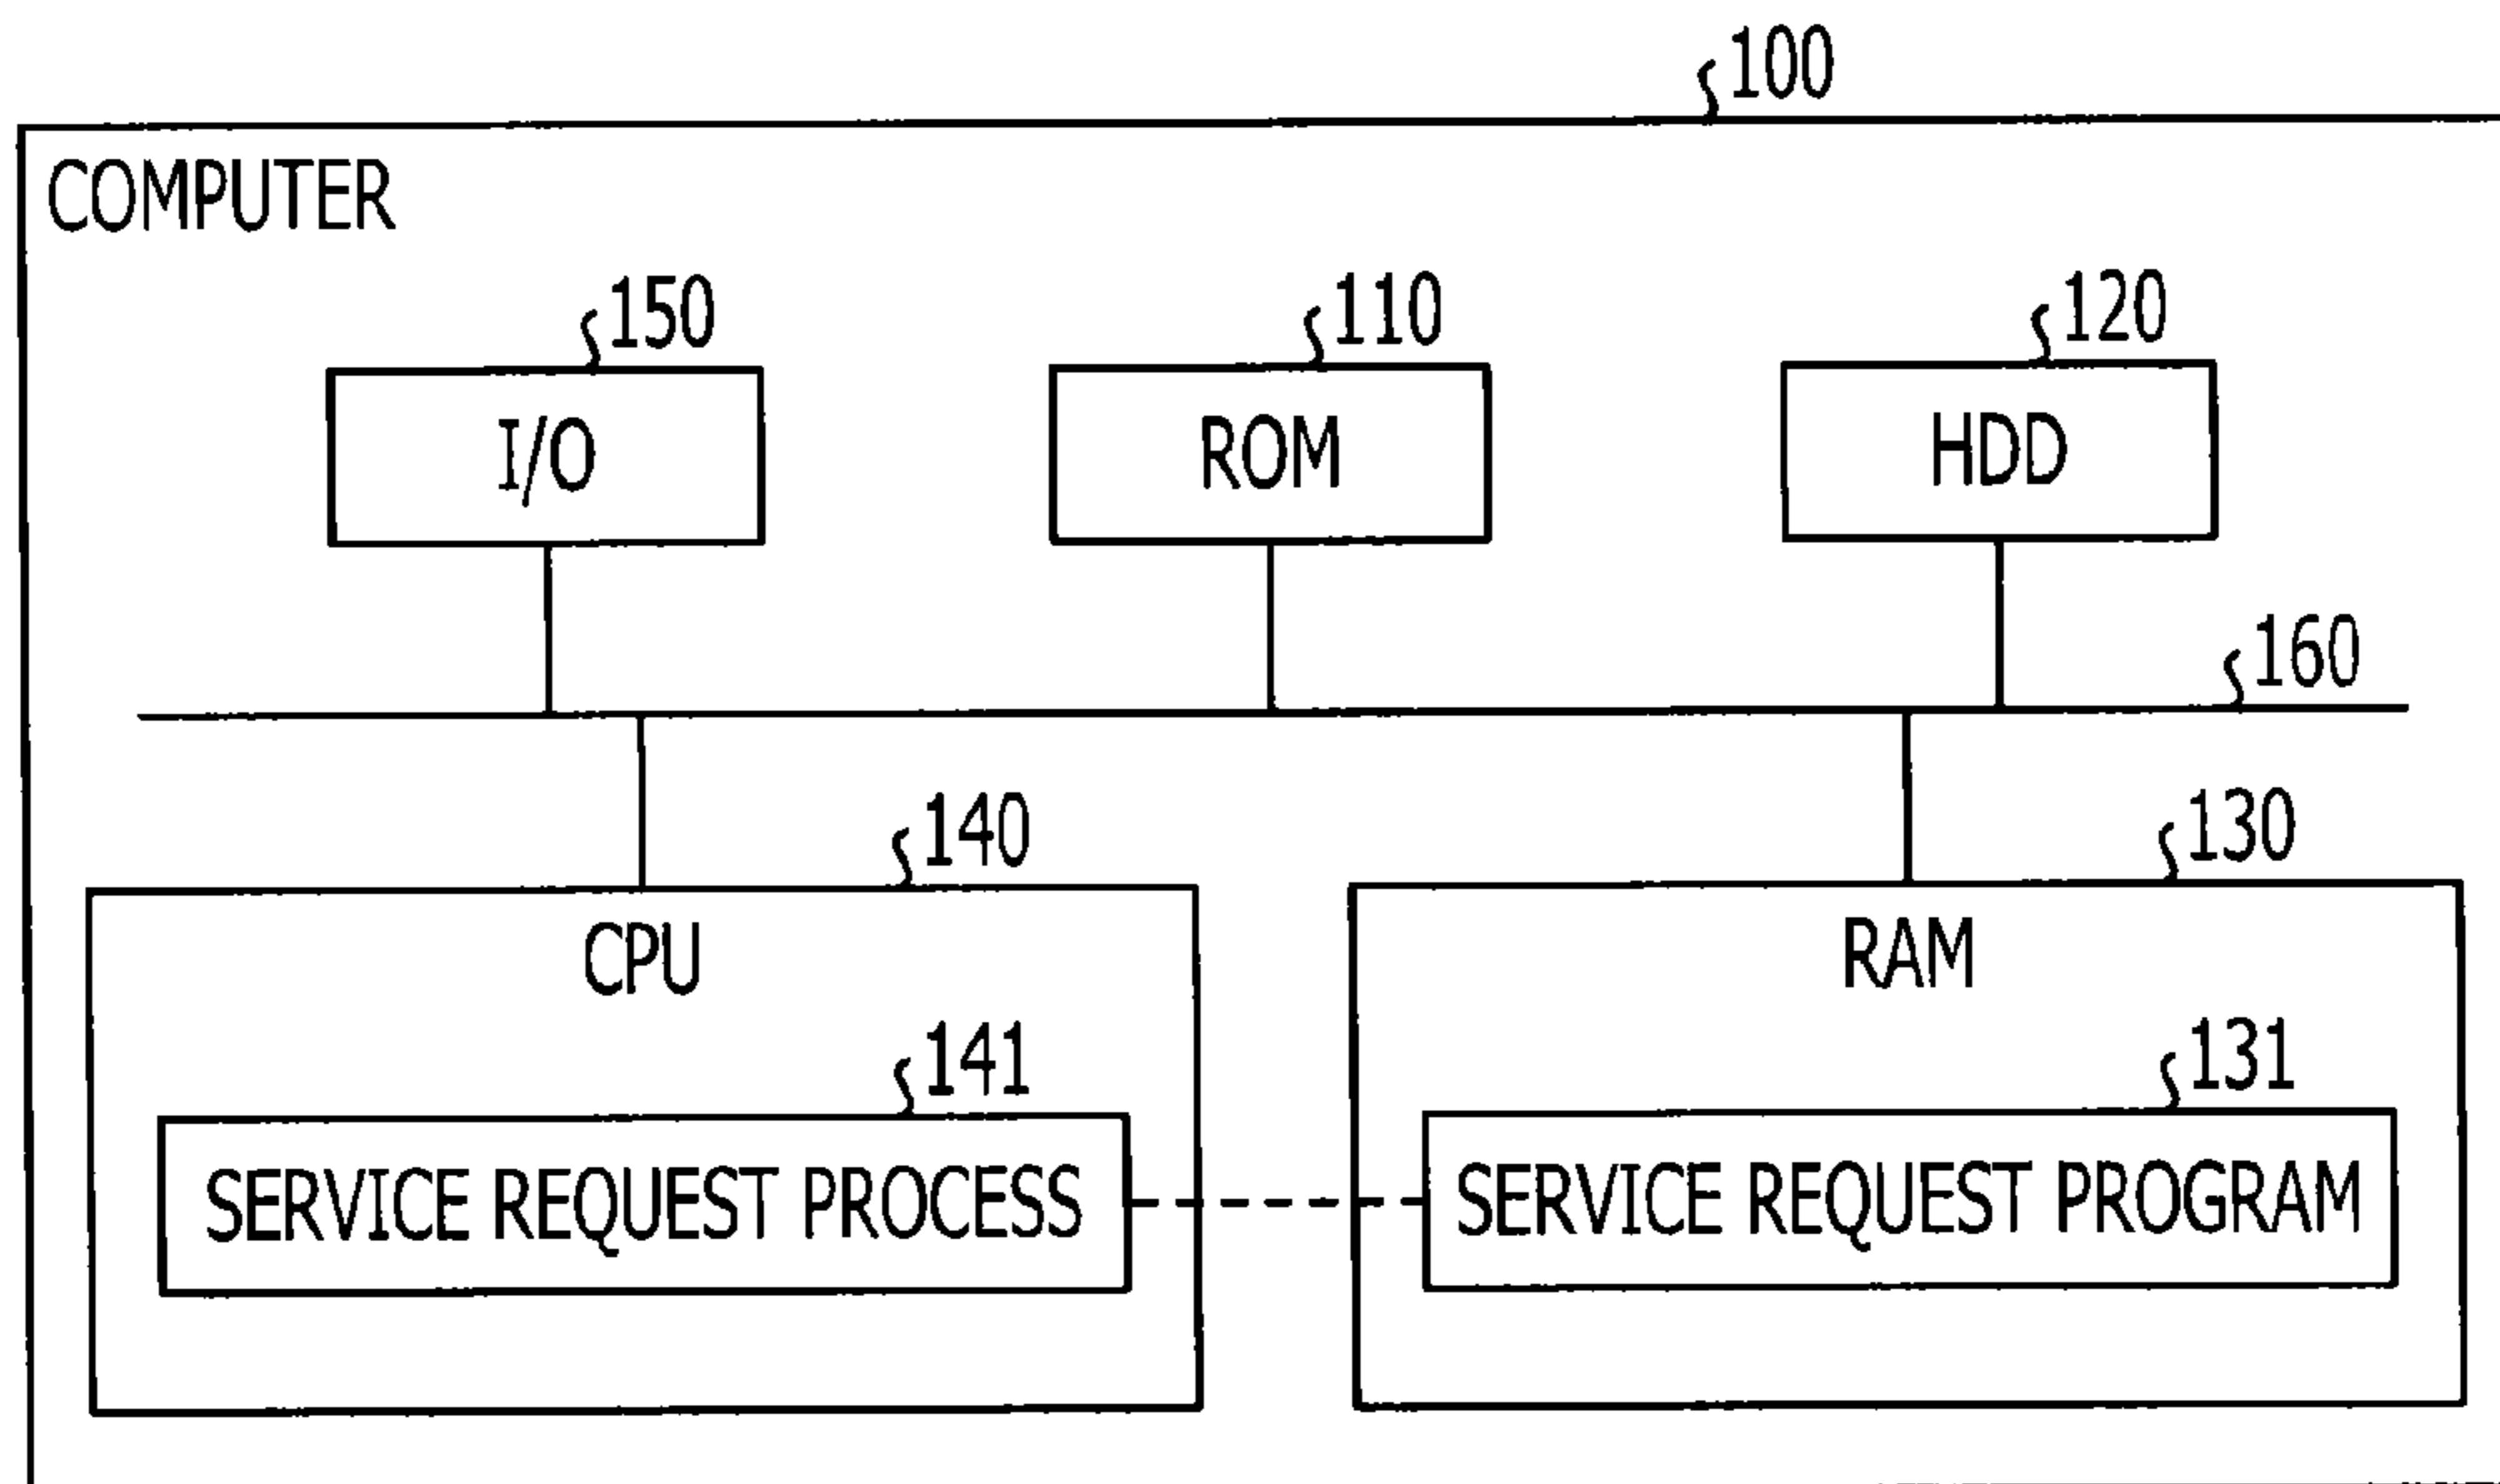 100
COMPUTER
150
110
120
I/O
ROM
HDD
160
140
130
CPU
RAM
141
131
SERVICE REQUEST PROCESS
SERVICE REQUEST PROGRAM